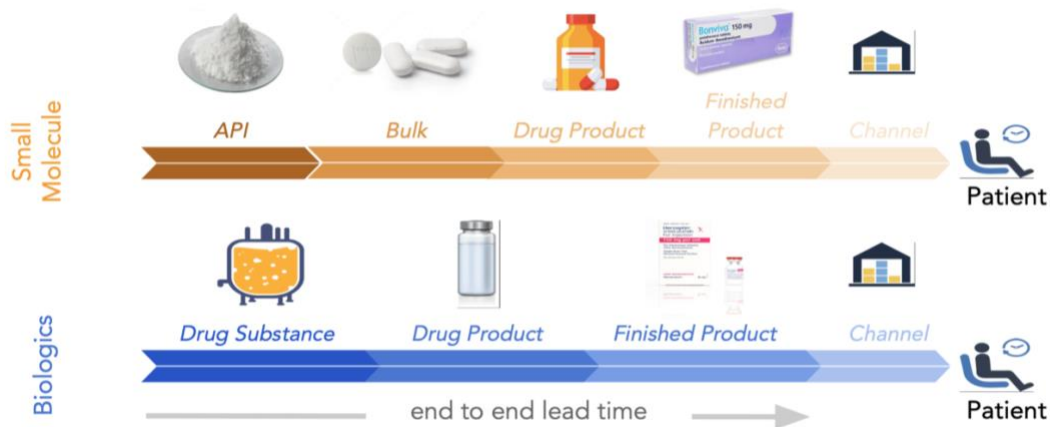 Bonviva 150 mg
Finished
API
Bulk
Drug Product
Product
Channel
Small
Molecule
Patient
Drug Substance
Drug Product
Finished Product
Channel
Biologics
end to end lead time
Patient